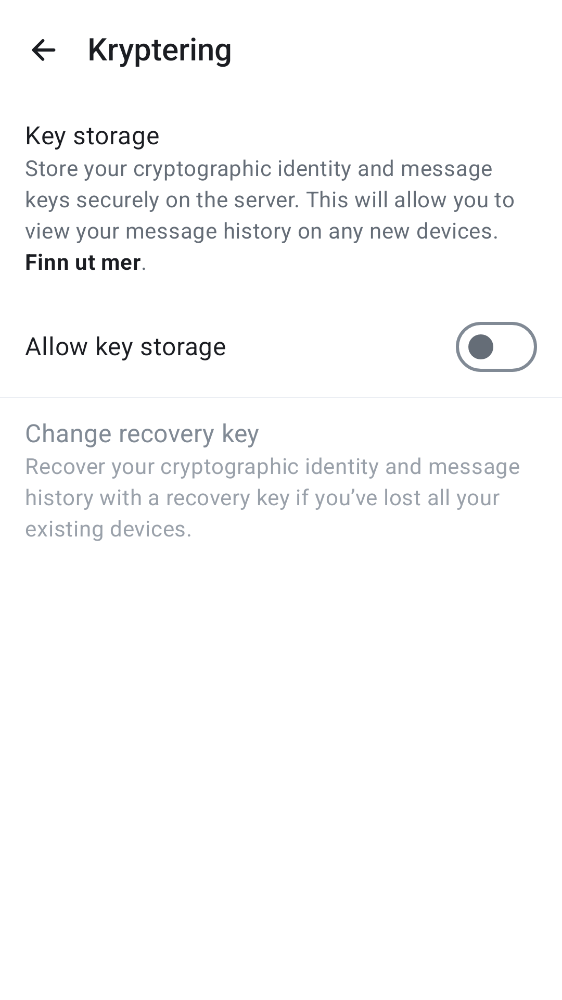 Kryptering
Key storage
Store your cryptographic identity and message
keys securely on the server. This will allow you to
view your message history on any new devices.
Finn ut mer.
Allow key storage
Change recovery key
Recover your cryptographic identity and message
history with a recovery key if you’ve lost all your
existing devices.